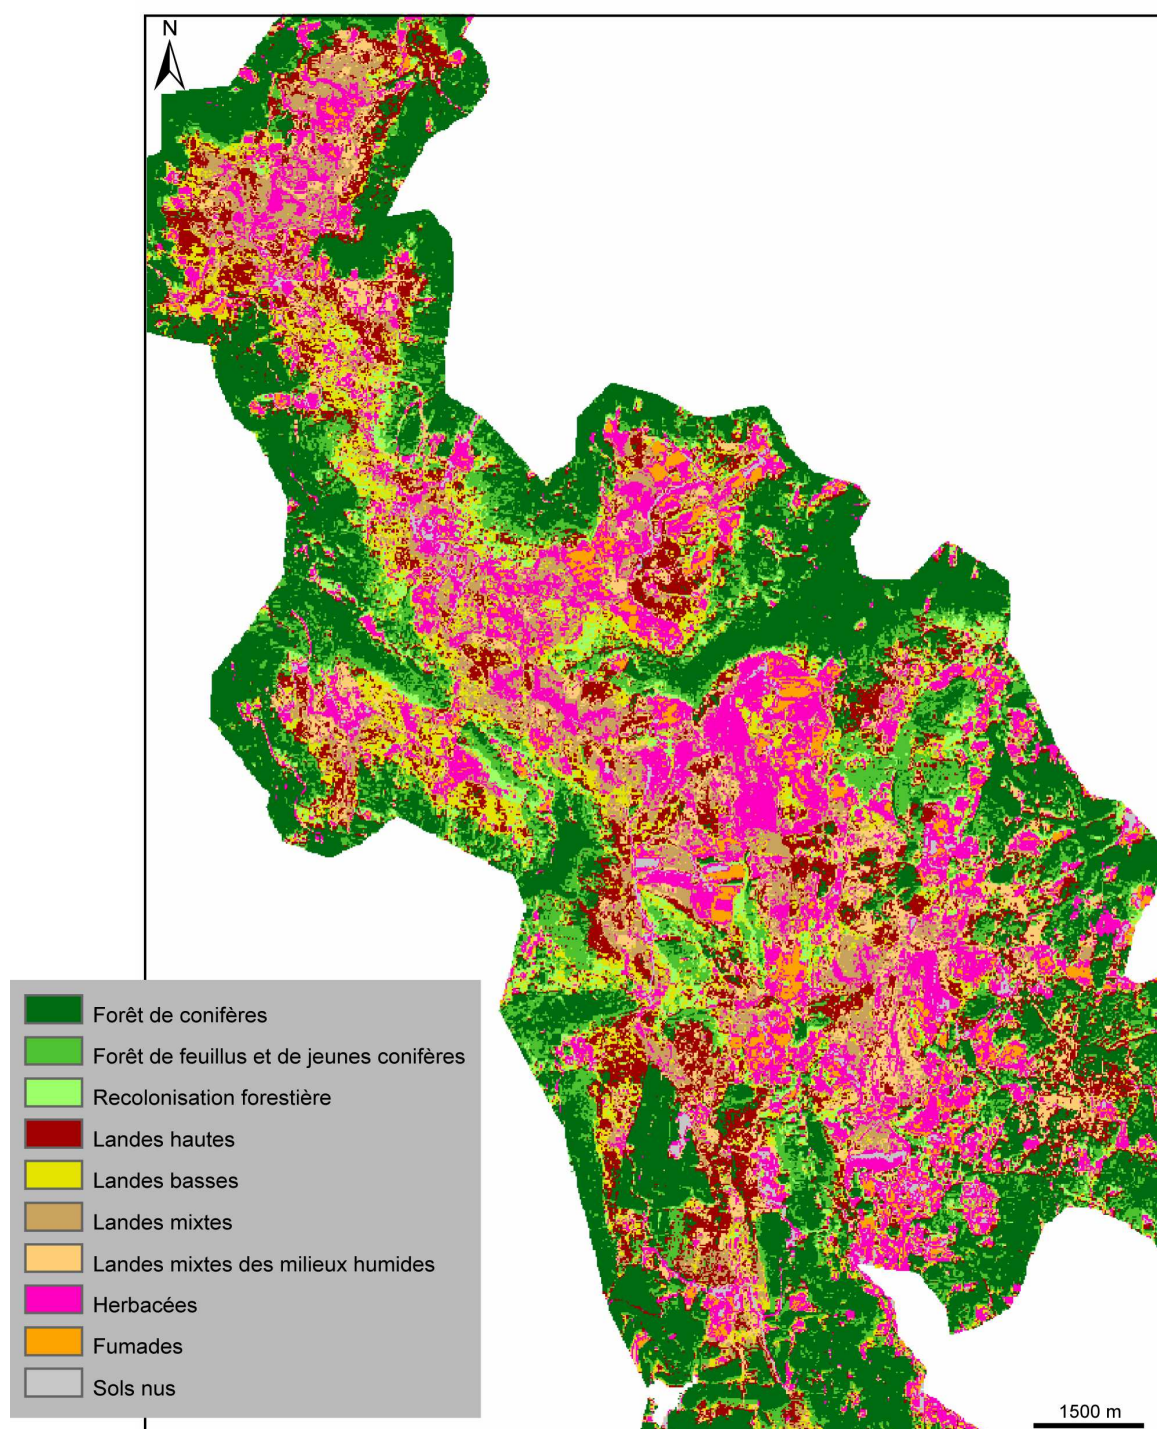 N
Forêt de conifères
Forêt de feuillus et de jeunes conifères
Recolonisation forestière
Landes hautes
Landes basses
Landes mixtes
Landes mixtes des milieux humides
Herbacées
Fumades
Sols nus
1500 m